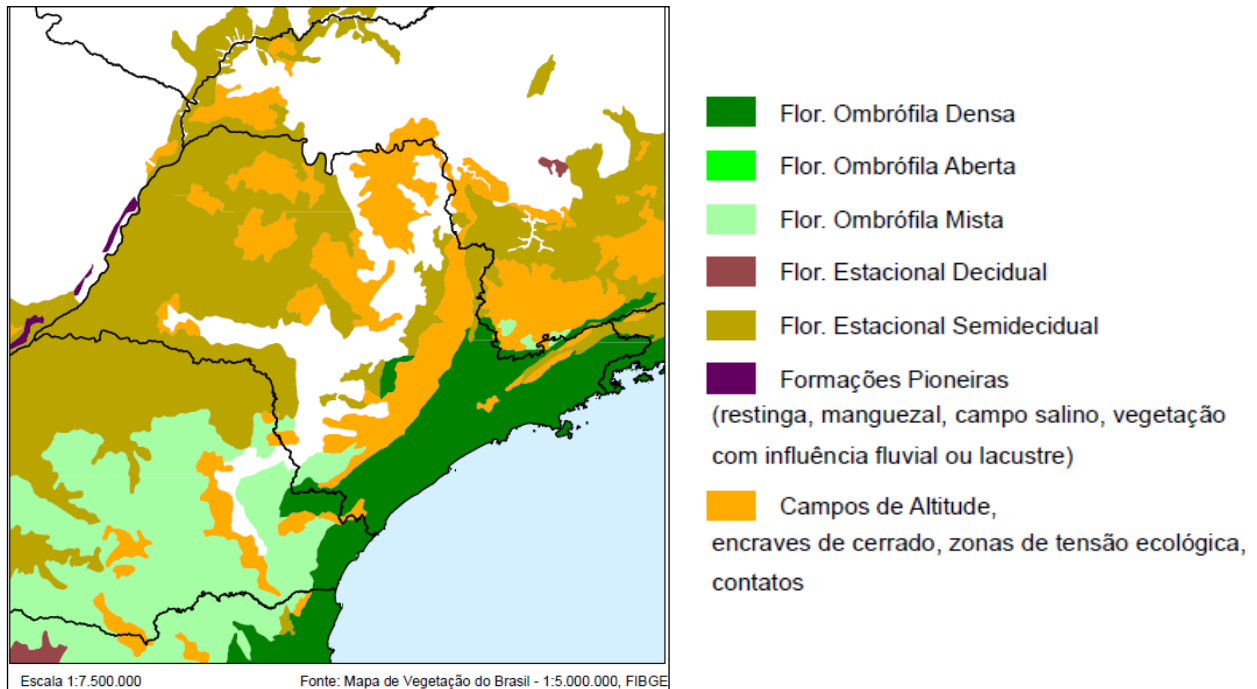 Flor. Ombrófila Densa
Flor. Ombrófila Aberta
Flor. Ombrófila Mista
Flor. Estacional Decidual
Flor. Estacional Semidecidual
Formações Pioneiras
(restinga, manguezal, campo salino, vegetação
com influência fluvial ou lacustre)
Campos de Altitude,
encraves de cerrado, zonas de tensão ecológica,
contatos
Escala 1:7.500.000
Fonte: Mapa de Vegetação do Brasil - 1:5.000.000, FIBGE